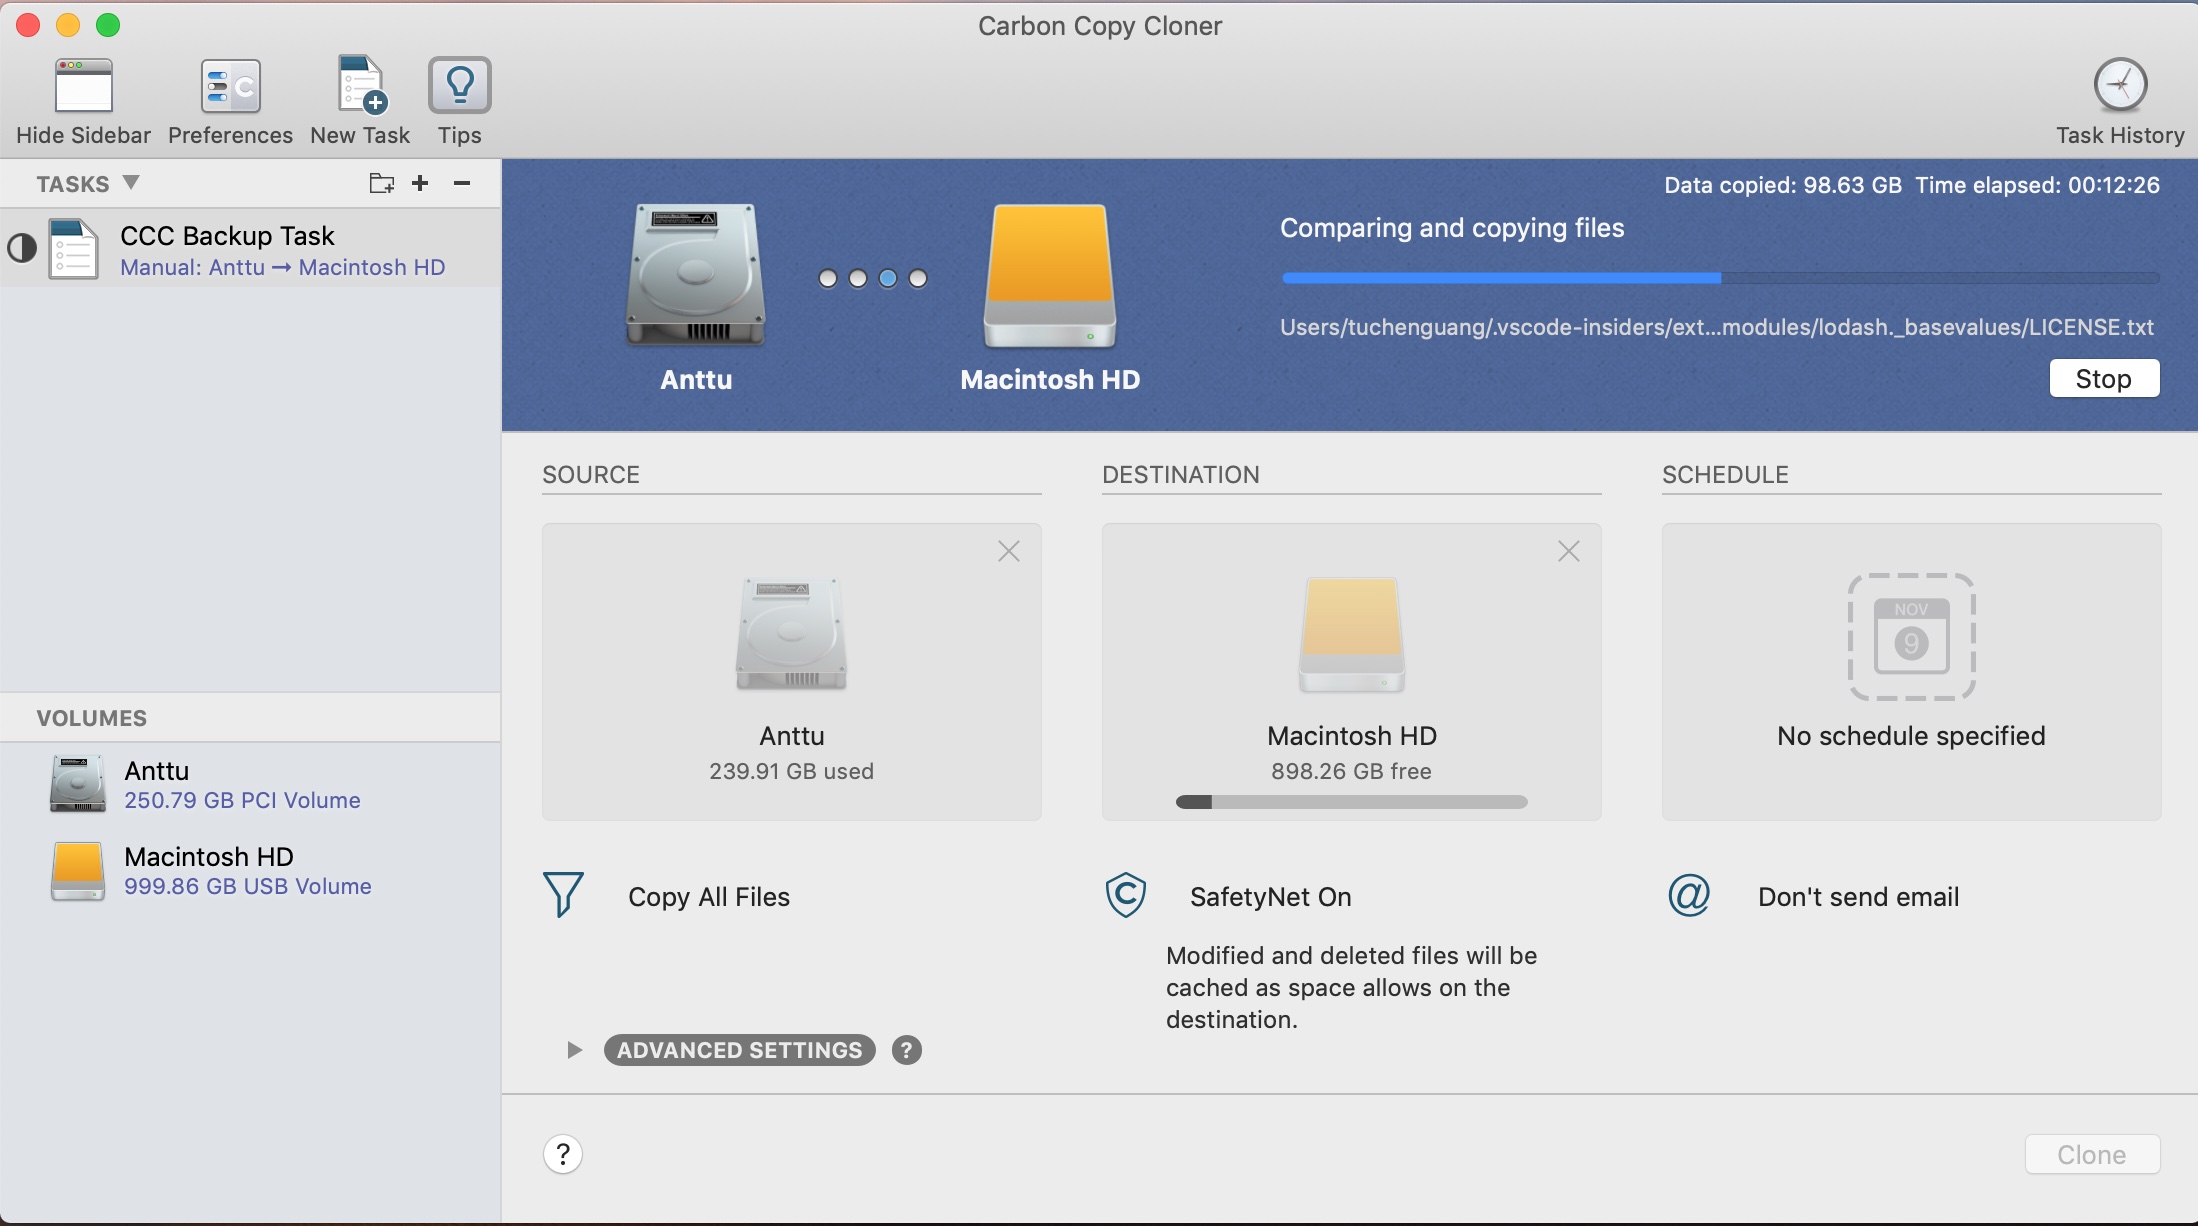 Carbon Copy Cloner
Hide Sidebar
Preferences
New Task
Tips
Task History
TASKS
CCC Backup Task
Manual: Anttu → Macintosh HD
VOLUMES
Anttu
250.79 GB PCI Volume
Macintosh HD
999.86 GB USB Volume
Data copied: 98.63 GB Time elapsed: 00:12:26
Comparing and copying files
Users/tuchenguang/.vscode-insiders/ext...modules/lodash._basevalues/LICENSE.txt
Anttu
Macintosh HD
Stop
SOURCE
Anttu
239.91 GB used
Copy All Files
ADVANCED SETTINGS ?
DESTINATION
Macintosh HD
898.26 GB free
SafetyNet On
Modified and deleted files will be
cached as space allows on the
destination.
SCHEDULE
NOV
9
No schedule specified
@ Don't send email
?
Clone